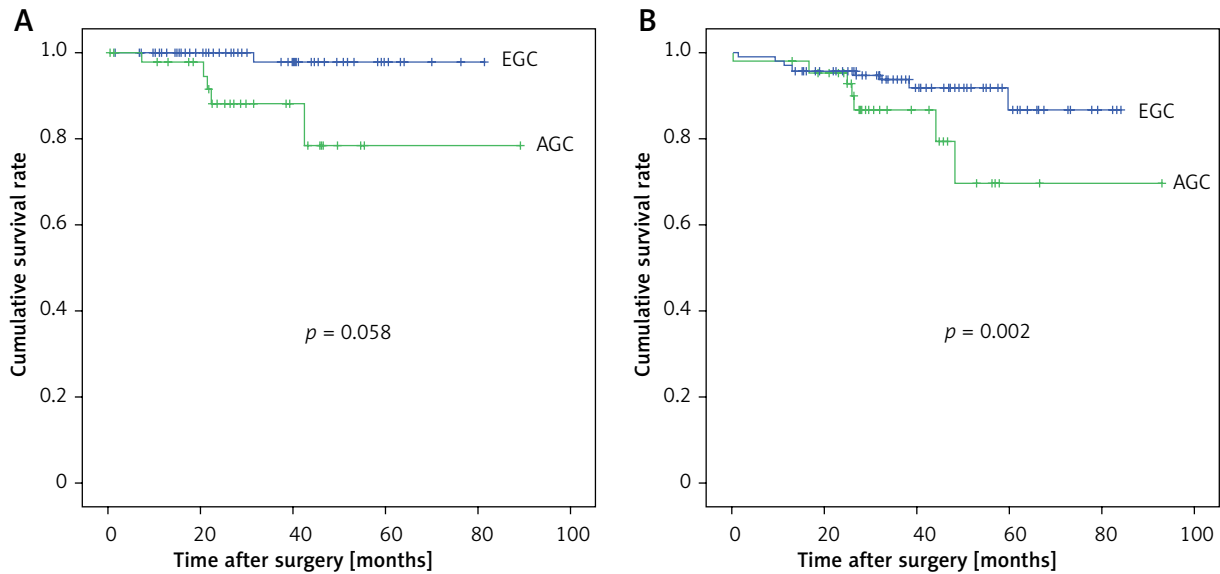 A
Cumulative survival rate
1.0
0.8
0.6
0.4
0.2
0
EGC
AGC
p = 0.058
0 20 40 60 80 100
Time after surgery [months]
B
Cumulative survival rate
1.0
0.8
0.6
0.4
0.2
0
EGC
AGC
p = 0.002
0 20 40 60 80 100
Time after surgery [months]